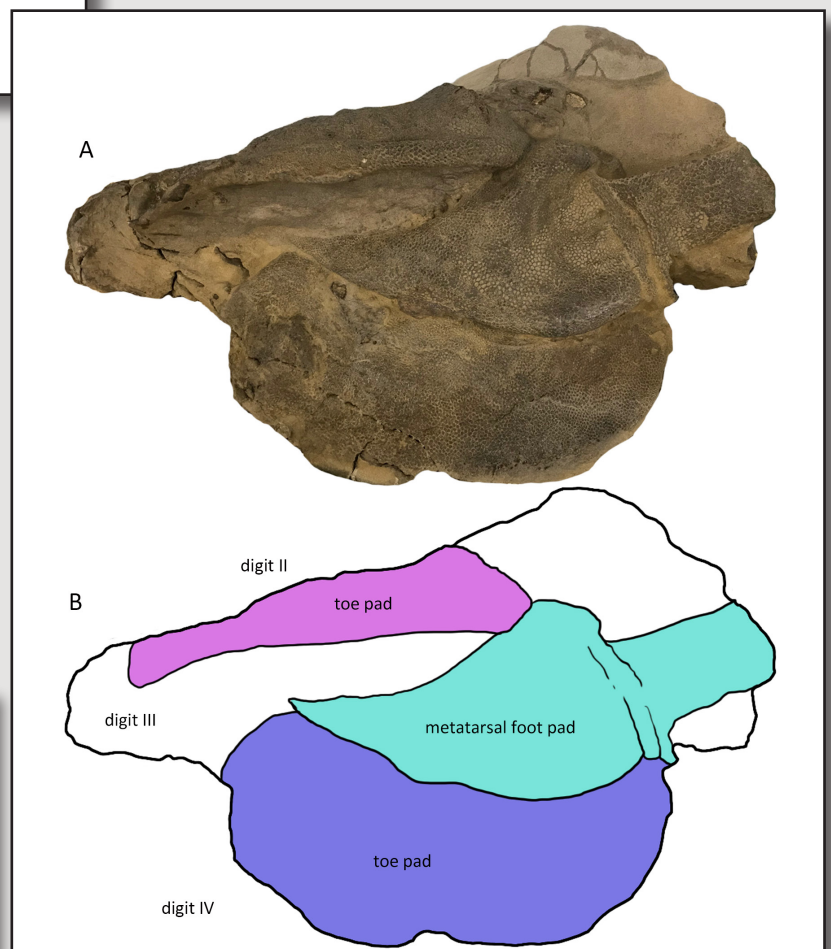 A
digit II
B
toe pad
digit III
metatarsal foot pad
toe pad
digit IV